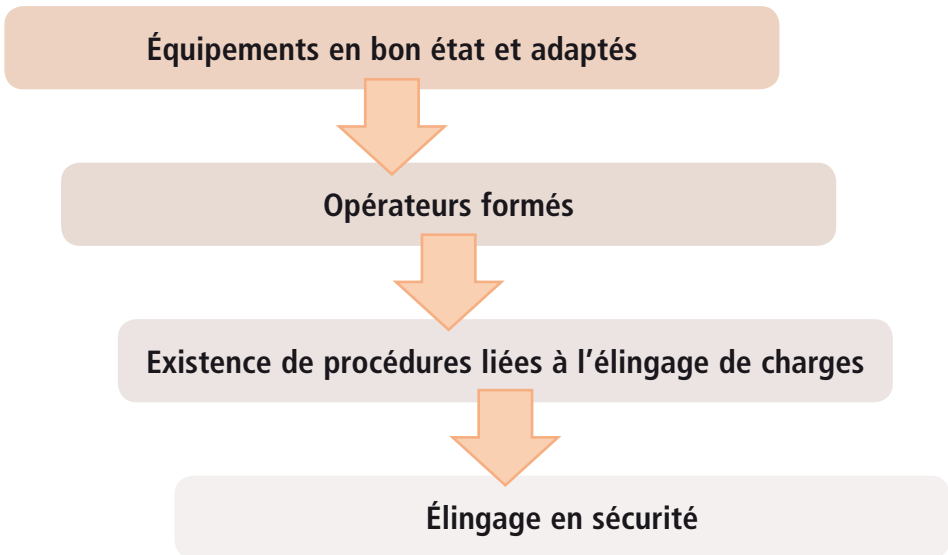 Équipements en bon état et adaptés
Opérateurs formés
Existence de procédures liées à l’élingage de charges
Élingage en sécurité